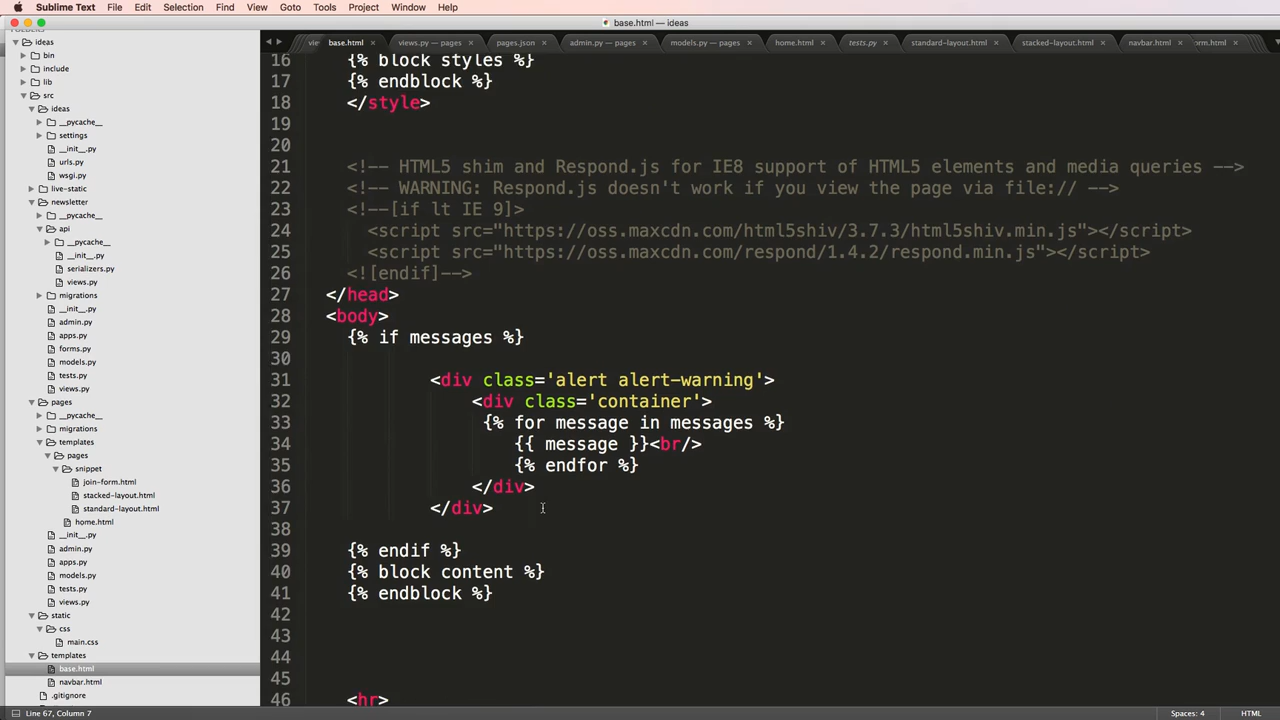 Sublime Text File Edit Selection Find View Goto Tools Project Window Help
base.html — ideas
base.html × views.py — pages × pages.json × admin.py — pages × models.py — pages × home.html × tests.py × standard-layout.html × stacked-layout.html × navbar.html × orm.html ×
ideas
bin
include
lib
src
ideas
__pycache__
settings
__init__.py
urls.py
wsgi.py
live-static
newsletter
__pycache__
api
__pycache__
__init__.py
serializers.py
views.py
migrations
__init__.py
admin.py
apps.py
forms.py
models.py
tests.py
views.py
pages
__pycache__
migrations
templates
pages
snippet
join-form.html
stacked-layout.html
standard-layout.html
home.html
__init__.py
admin.py
apps.py
models.py
tests.py
views.py
static
css
main.css
templates
base.html
navbar.html
.gitignore
16 {% block styles %}
17 {% endblock %}
18 </style>
19
20
21 <!-- HTML5 shim and Respond.js for IE8 support of HTML5 elements and media queries -->
22 <!-- WARNING: Respond.js doesn't work if you view the page via file:// -->
23 <!--[if lt IE 9]>
24 <script src="https://oss.maxcdn.com/html5shiv/3.7.3/html5shiv.min.js"></script>
25 <script src="https://oss.maxcdn.com/respond/1.4.2/respond.min.js"></script>
26 <![endif]-->
27 </head>
28 <body>
29 {% if messages %}
30
31 <div class='alert alert-warning'>
32 <div class='container'>
33 {% for message in messages %}
34 {{ message }}<br/>
35 {% endfor %}
36 </div>
37 </div>
38
39 {% endif %}
40 {% block content %}
41 {% endblock %}
42
43
44
45
46 <hr>
Line 67, Column 7 Spaces: 4 HTML